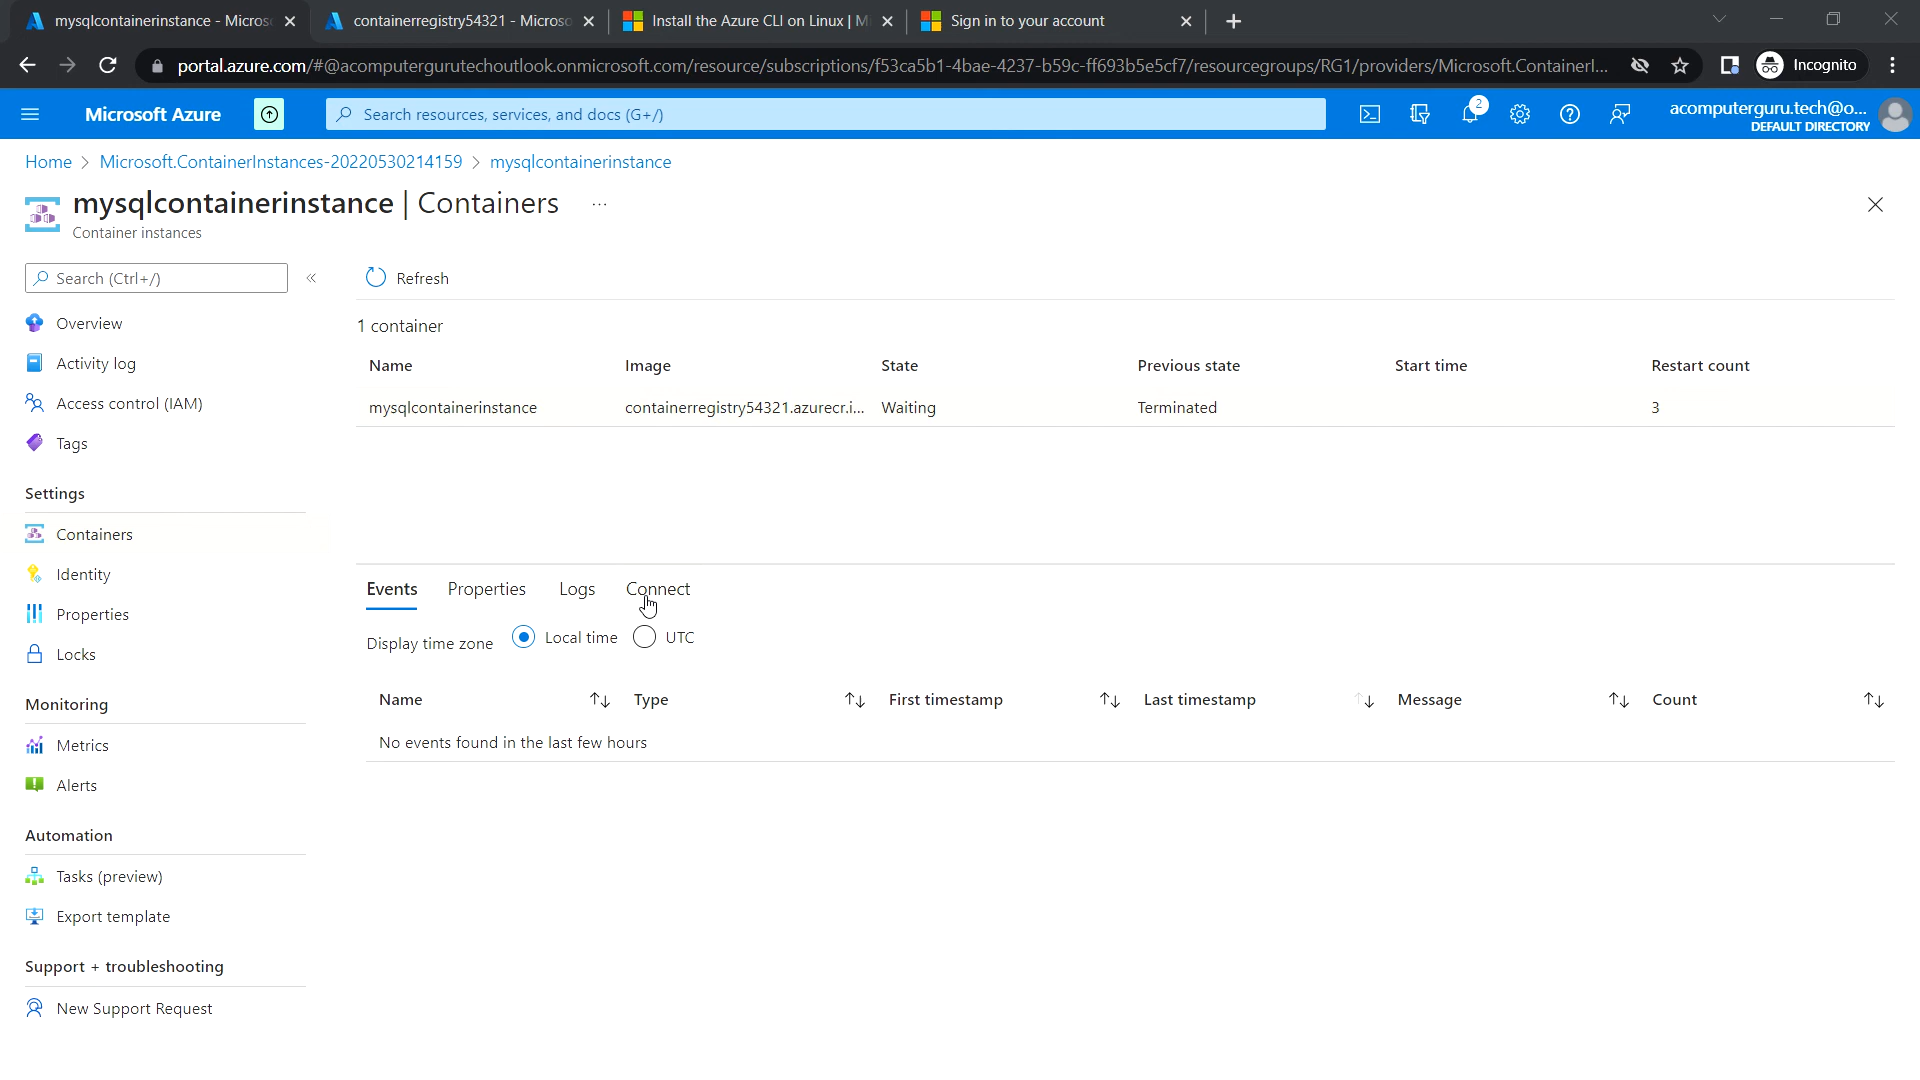 mysqlcontainerinstance - Micros
containerregistry54321 - Microso
Install the Azure CLI on Linux | M
Sign in to your account
portal.azure.com/#@acomputergurutechoutlook.onmicrosoft.com/resource/subscriptions/f53ca5b1-4bae-4237-b59c-ff693b5e5cf7/resourcegroups/RG1/providers/Microsoft.ContainerI...
Incognito
Microsoft Azure
Search resources, services, and docs (G+/)
2
acomputerguru.tech@o...
DEFAULT DIRECTORY
Home > Microsoft.ContainerInstances-20220530214159 > mysqlcontainerinstance
mysqlcontainerinstance | Containers ...
Container instances
Search (Ctrl+/)
«
Overview
Activity log
Access control (IAM)
Tags
Settings
Containers
Identity
Properties
Locks
Monitoring
Metrics
Alerts
Automation
Tasks (preview)
Export template
Support + troubleshooting
New Support Request
Refresh
1 container
Name Image State Previous state Start time Restart count
mysqlcontainerinstance containerregistry54321.azurecr.i... Waiting Terminated 3
Events Properties Logs Connect
Display time zone Local time UTC
Name Type First timestamp Last timestamp Message Count
No events found in the last few hours